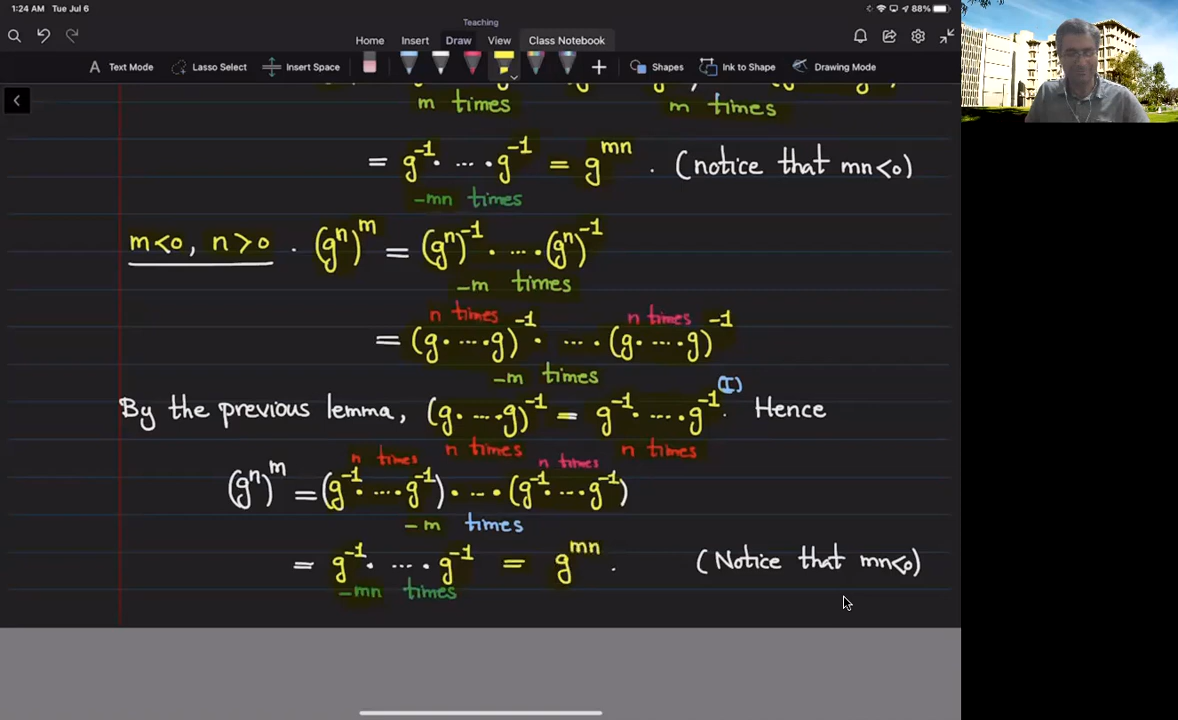 1:24 AM Tue Jul 6
88%
Teaching
Home Insert Draw View Class Notebook
Text Mode Lasso Select Insert Space Shapes Ink to Shape Drawing Mode
m times m times
= g⁻¹· ... ·g⁻¹ = g^{mn} . (notice that mn<0)
-mn times
m<0, n>0 · (gⁿ)ᵐ = (gⁿ)⁻¹ · ... · (gⁿ)⁻¹
-m times
n times n times
= (g· ... ·g)⁻¹ · ... · (g· ... ·g)⁻¹
-m times
By the previous lemma, (g· ... ·g)⁻¹ = g⁻¹· ... ·g⁻¹ . (I) Hence
n times n times
n times n times
(gⁿ)ᵐ = (g⁻¹· ... ·g⁻¹) · ... · (g⁻¹· ... ·g⁻¹)
-m times
= g⁻¹· ... ·g⁻¹ = g^{mn} . (Notice that mn<0)
-mn times